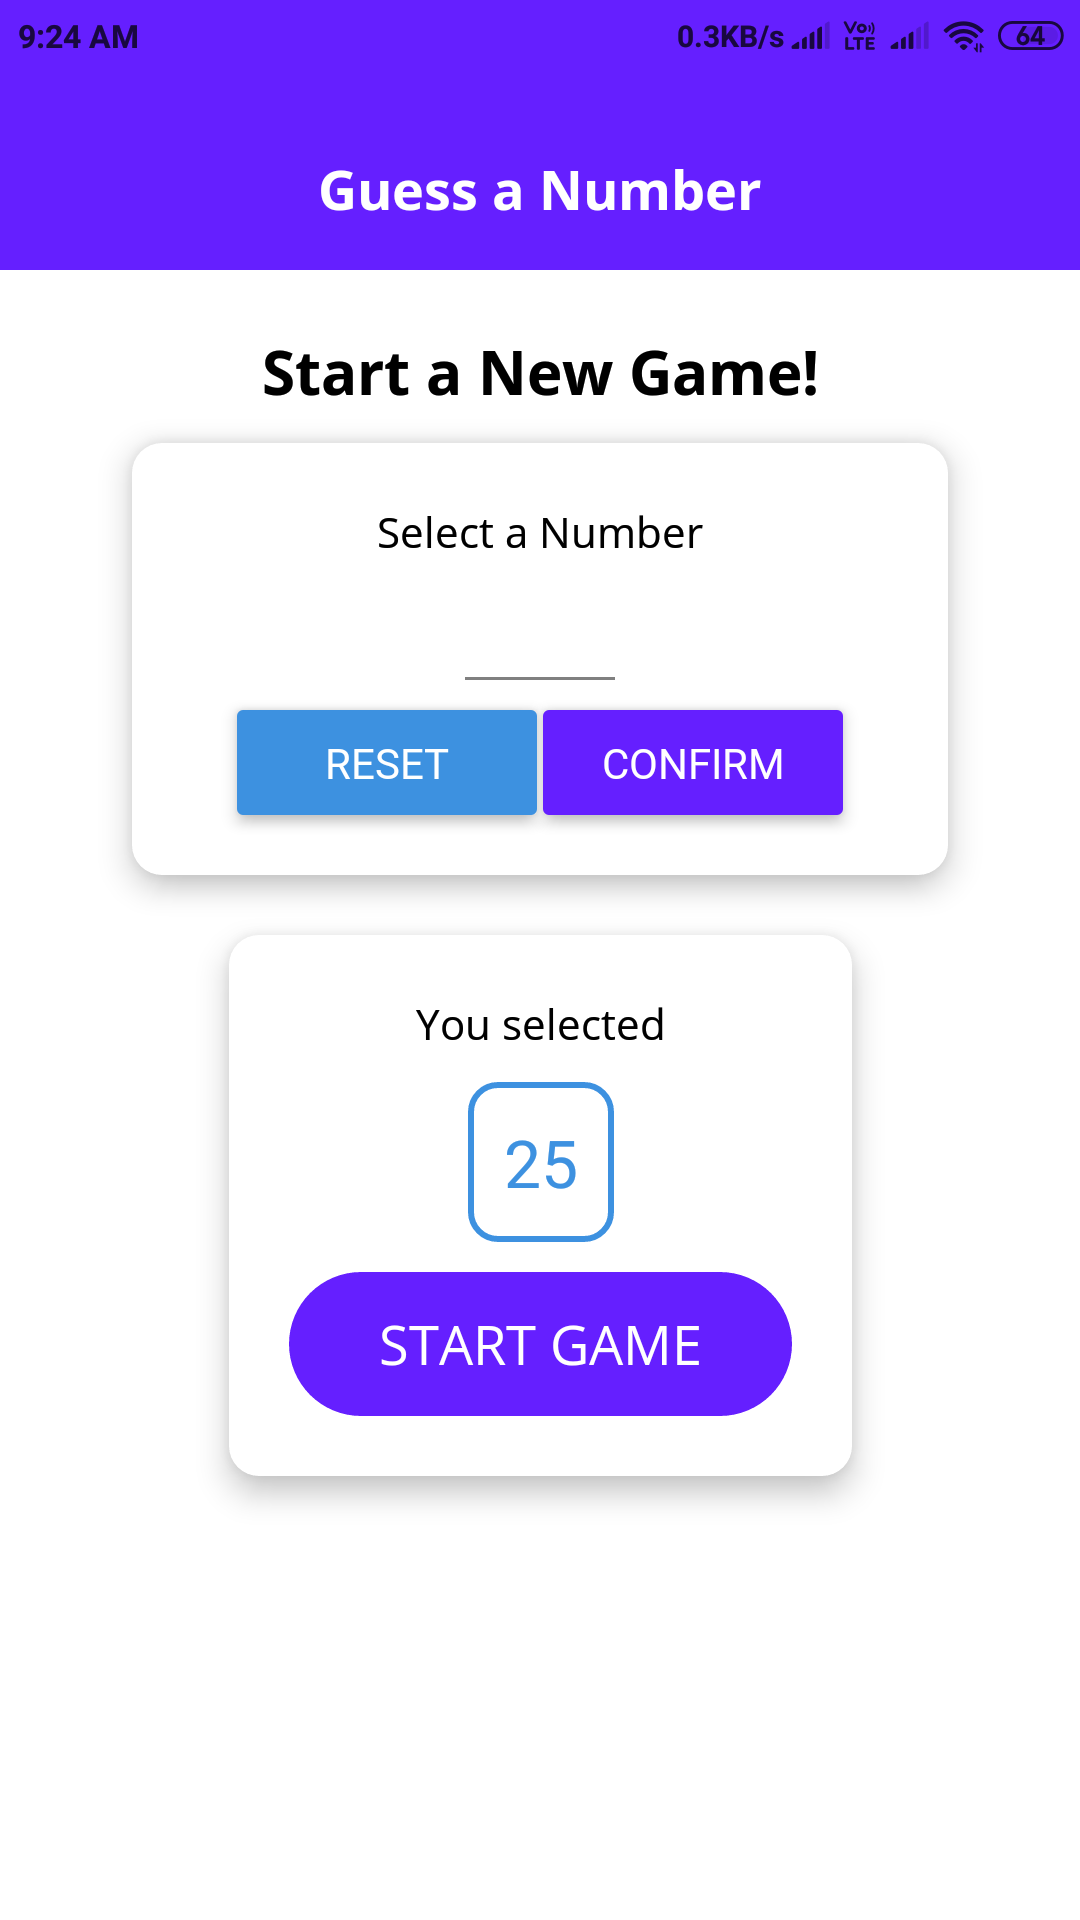 9:24 AM 0.3KB/s Vo LTE 64
Guess a Number
Start a New Game!
Select a Number
RESET CONFIRM
You selected
25
START GAME